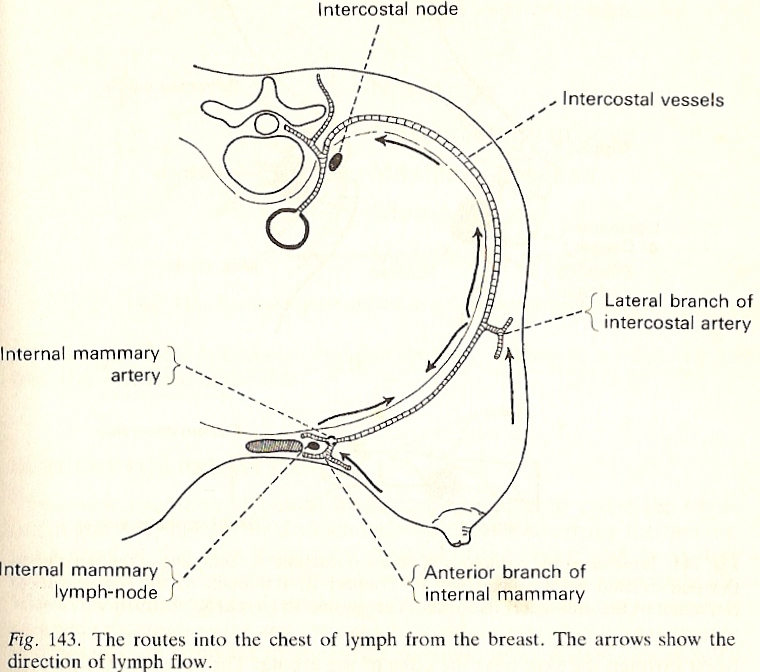 Intercostal node
Intercostal vessels
Lateral branch of
intercostal artery
Internal mammary
artery
Internal mammary
lymph-node
Anterior branch of
internal mammary
Fig. 143. The routes into the chest of lymph from the breast. The arrows show the
direction of lymph flow.